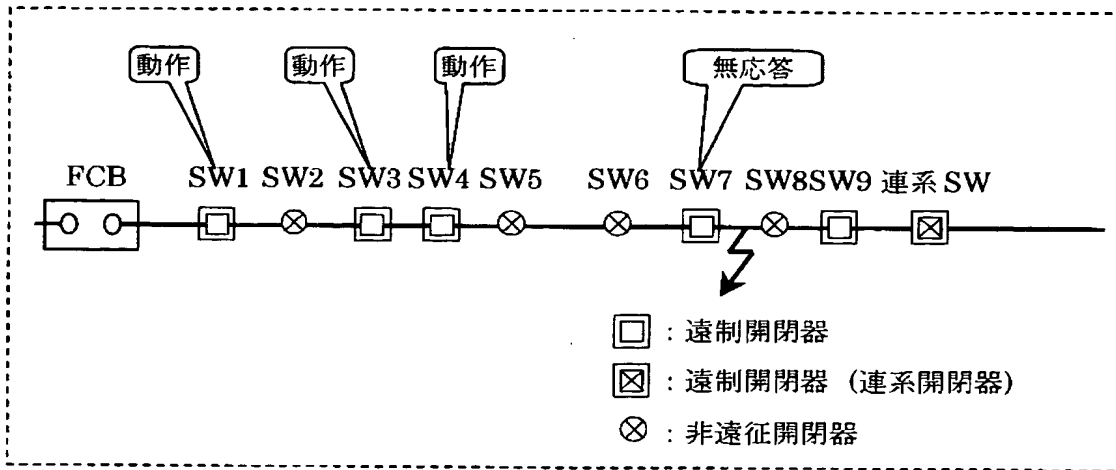 動作 動作 動作 無応答
FCB SW1 SW2 SW3 SW4 SW5 SW6 SW7 SW8SW9 連系 SW
：遠制開閉器
：遠制開閉器（連系開閉器）
：非遠征開閉器